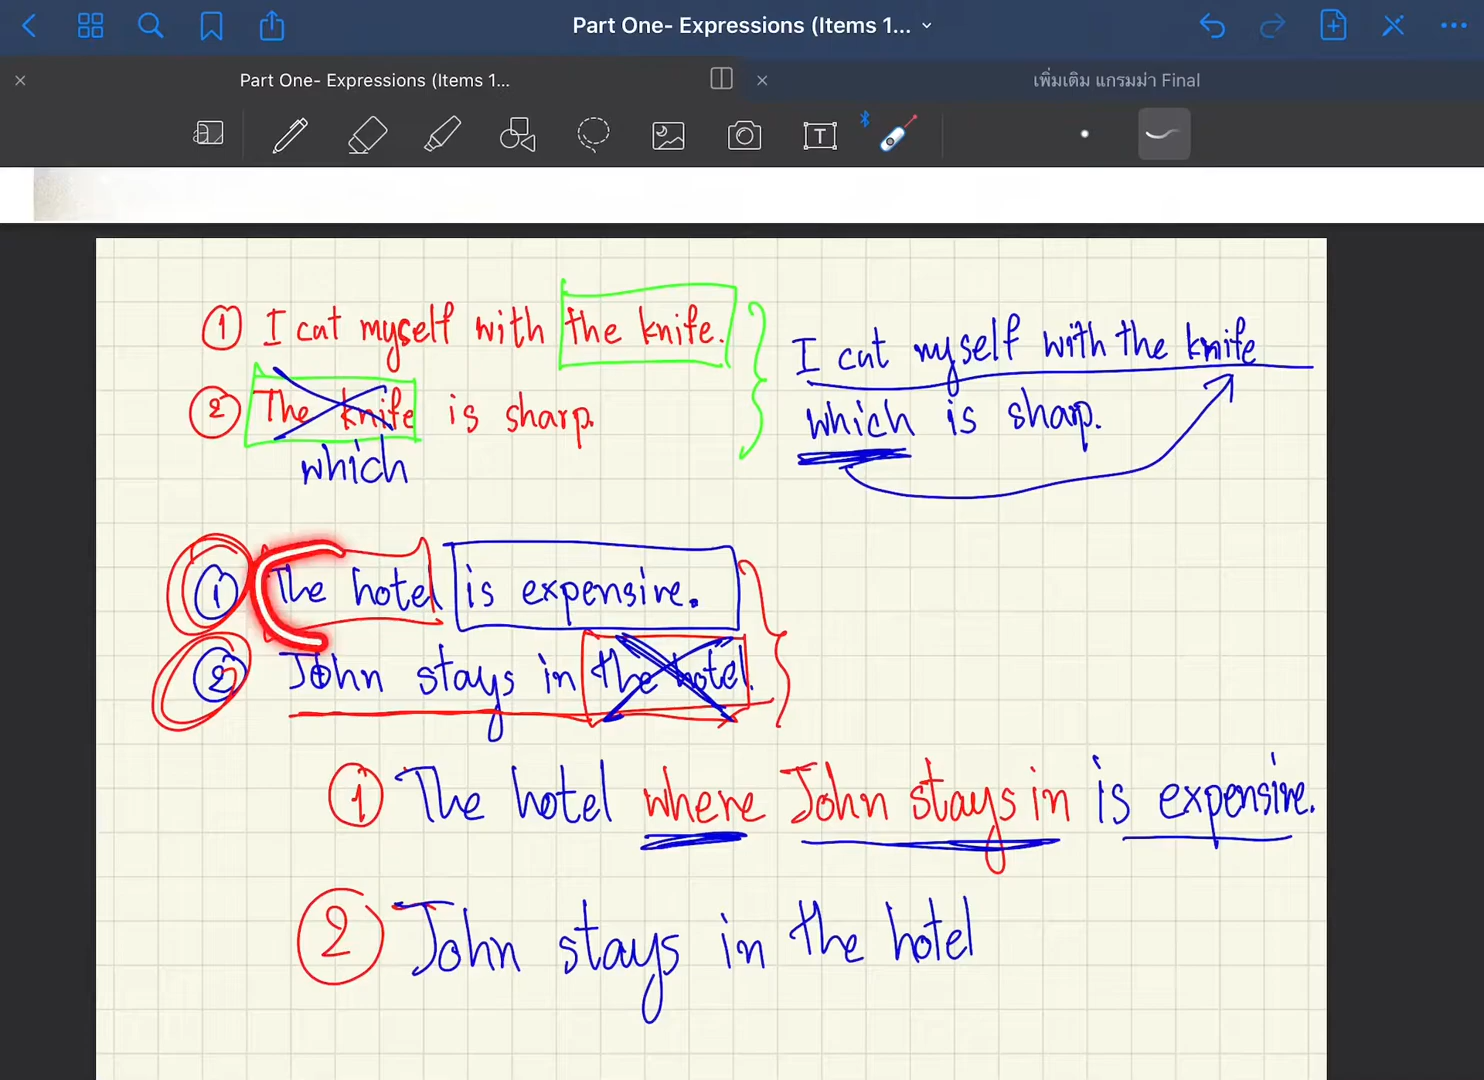 Part One- Expressions (Items 1...
Part One- Expressions (Items 1...
เพิ่มเติม แกรมม่า Final
① I cut myself with the knife.
② The knife is sharp.
which
I cut myself with the knife
which is sharp.
① The hotel is expensive.
② John stays in the hotel.
① The hotel where John stays in is expensive.
② John stays in the hotel